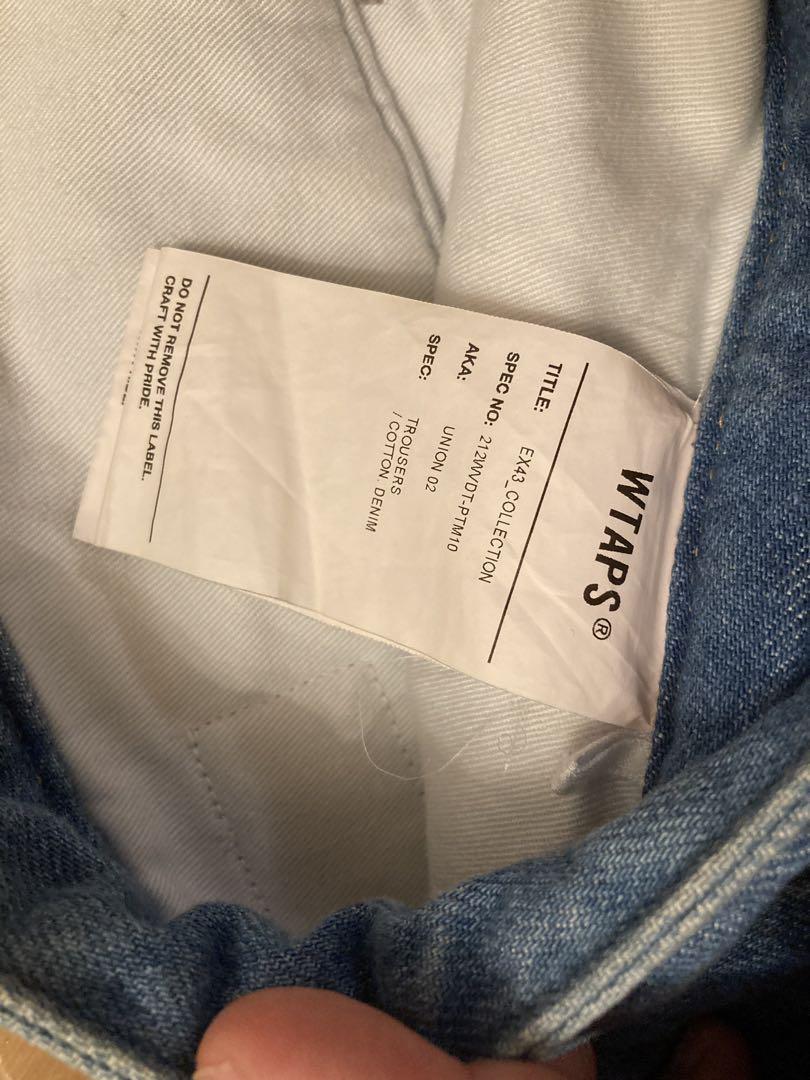 WTAPS®
TITLE: EX43_COLLECTION
SPEC NO: 212WVDT-PTM10
AKA: UNION 02
SPEC: TROUSERS
/ COTTON. DENIM
DO NOT REMOVE THIS LABEL.
CRAFT WITH PRIDE.